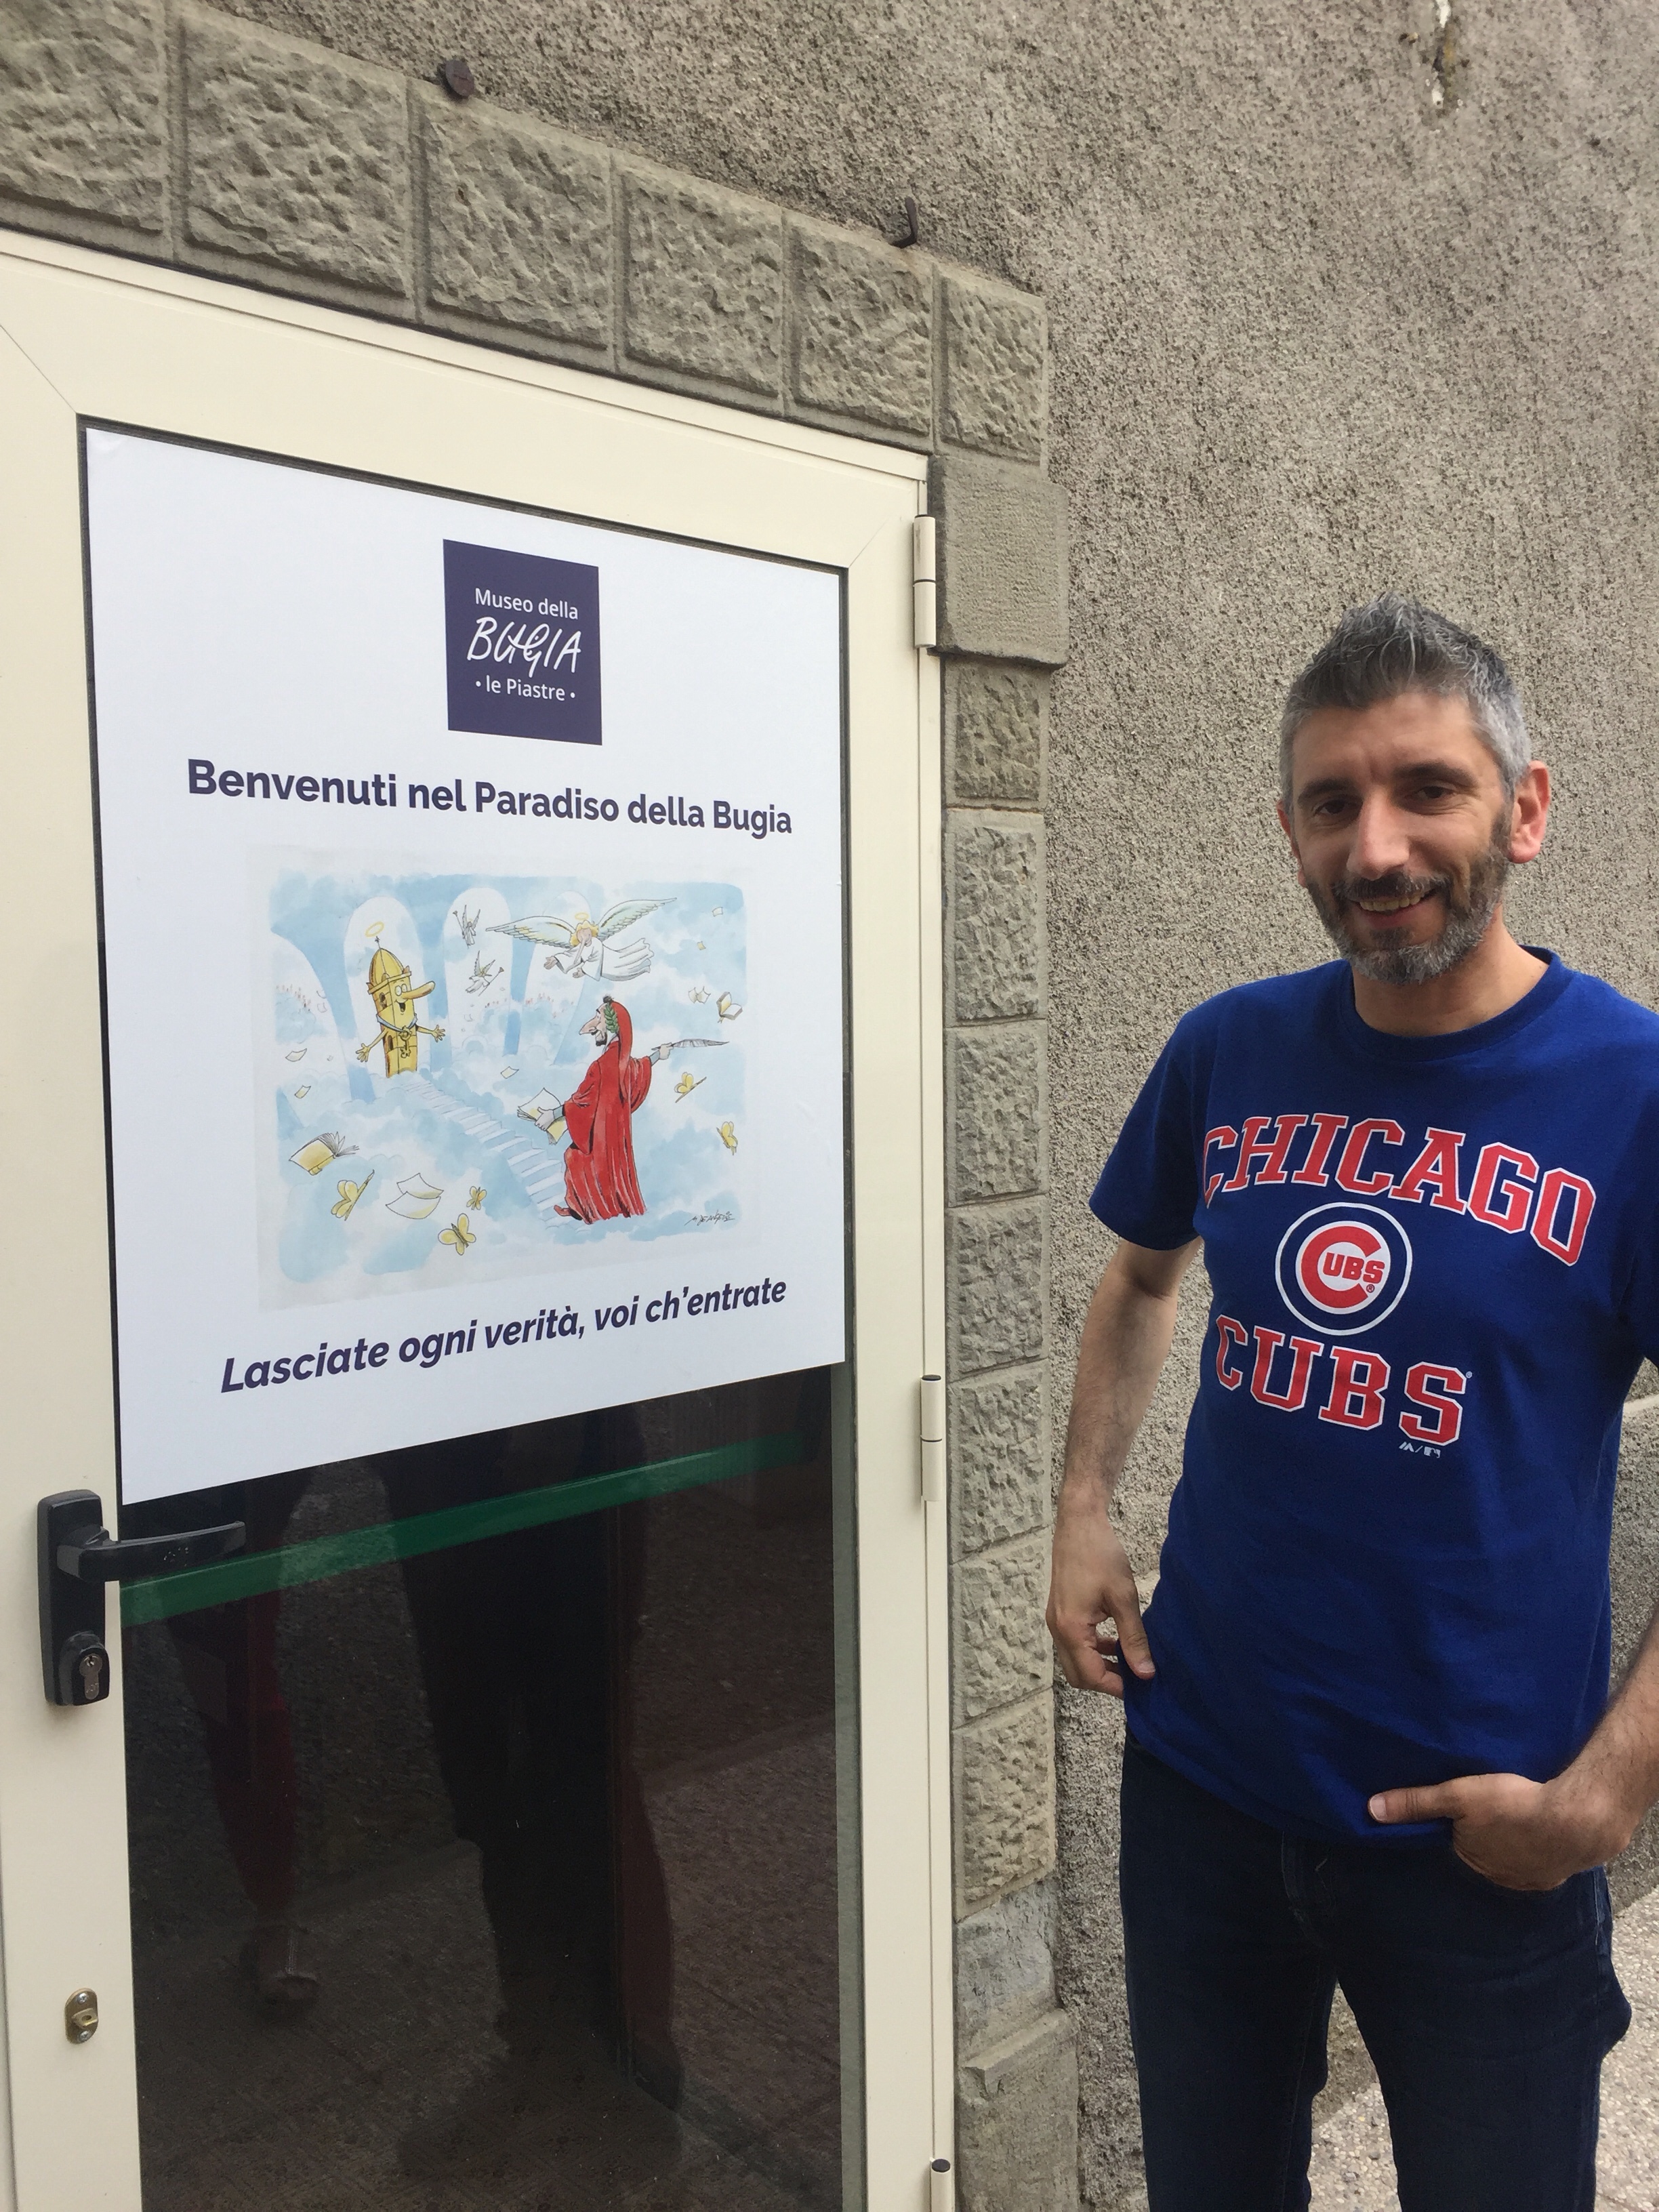 Museo della
BUGIA
• le Piastre •
Benvenuti nel Paradiso della Bugia
Lasciate ogni verità, voi ch'entrate
CHICAGO
CUBS
CUBS